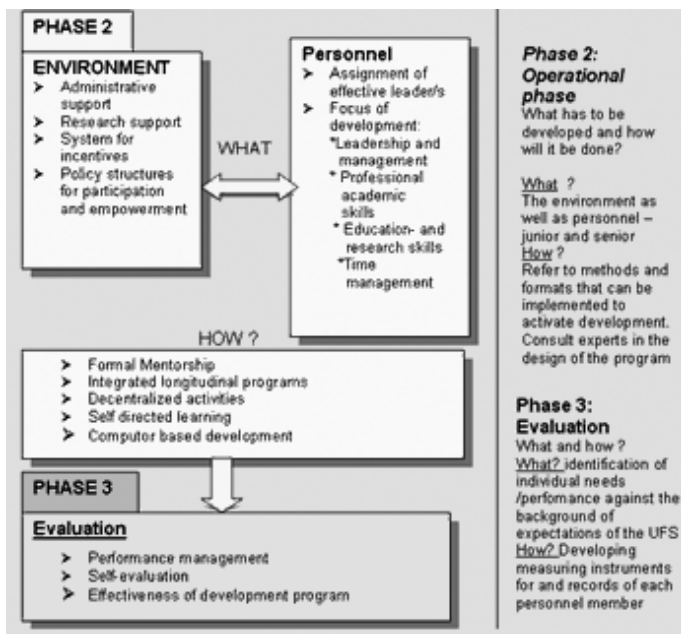 PHASE 2
ENVIRONMENT
➤ Administrative
support
➤ Research support
➤ System for
incentives
➤ Policy structures
for participation
and empowerment
WHAT
Personnel
➤ Assignment of
effective leader/s
➤ Focus of
development:
*Leadership and
management
* Professional
academic
skills
* Education- and
research skills
*Time
management
HOW ?
➤ Formal Mentorship
➤ Integrated longitudinal programs
➤ Decentralized activities
➤ Self directed learning
➤ Computor based development
PHASE 3
Evaluation
➤ Performance management
➤ Self-evaluation
➤ Effectiveness of development program
Phase 2:
Operational
phase
What has to be
developed and how
will it be done?
What ?
The environment as
well as personnel –
junior and senior
How ?
Refer to methods and
formats that can be
implemented to
activate development.
Consult experts in the
design of the program
Phase 3:
Evaluation
What and how ?
What? identification of
individual needs
/perfomance against the
background of
expectations of the UFS
How? Developing
measuring instruments
for and records of each
personnel member